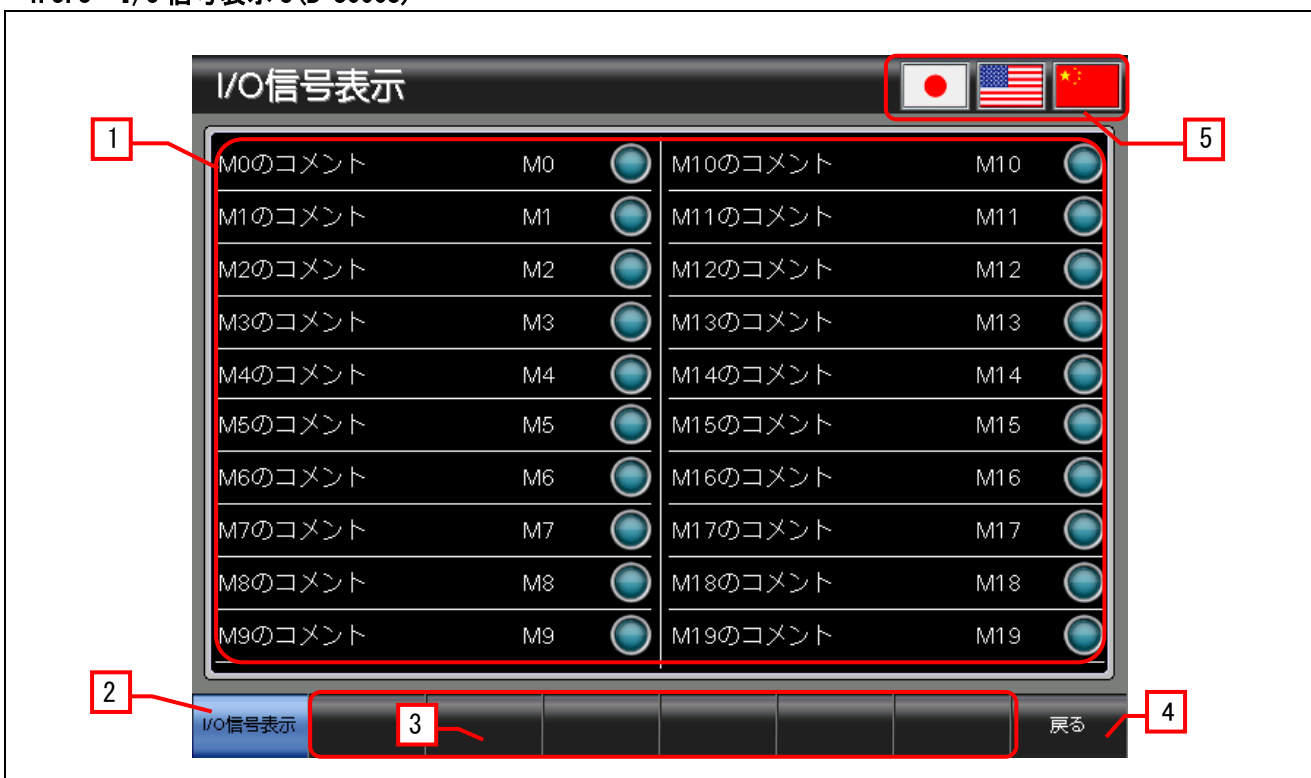 I/O信号表示
1
5
M0のコメント M0 M10のコメント M10
M1のコメント M1 M11のコメント M11
M2のコメント M2 M12のコメント M12
M3のコメント M3 M13のコメント M13
M4のコメント M4 M14のコメント M14
M5のコメント M5 M15のコメント M15
M6のコメント M6 M16のコメント M16
M7のコメント M7 M17のコメント M17
M8のコメント M8 M18のコメント M18
M9のコメント M9 M19のコメント M19
2
I/O信号表示
3
戻る
4